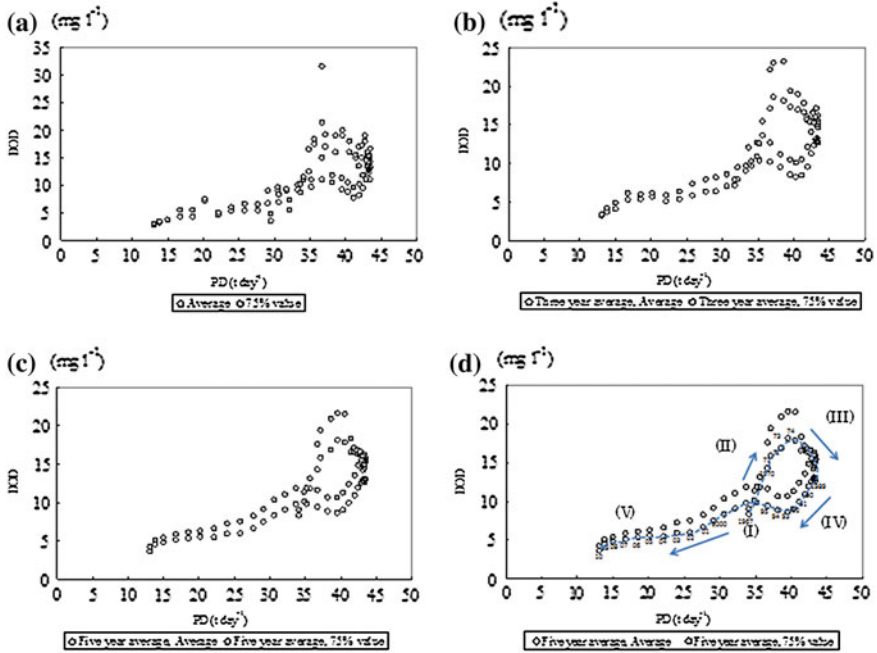 (a) (mg l⁻¹)
35
30
25
20
15
10
5
0
0 5 10 15 20 25 30 35 40 45 50
PD (t day⁻¹)
Average 75% value
(b) (mg l⁻¹)
25
20
15
10
5
0
0 5 10 15 20 25 30 35 40 45 50
PD (t day⁻¹)
Three year average, Average Three year average, 75% value
(c) (mg l⁻¹)
25
20
15
10
5
0
0 5 10 15 20 25 30 35 40 45 50
PD (t day⁻¹)
Five year average, Average Five year average, 75% value
(d) (mg l⁻¹)
25
20
15
10
5
0
(I)
(II)
(III)
(IV)
(V)
0 5 10 15 20 25 30 35 40 45 50
PD (t day⁻¹)
Five year average, Average Five year average, 75% value